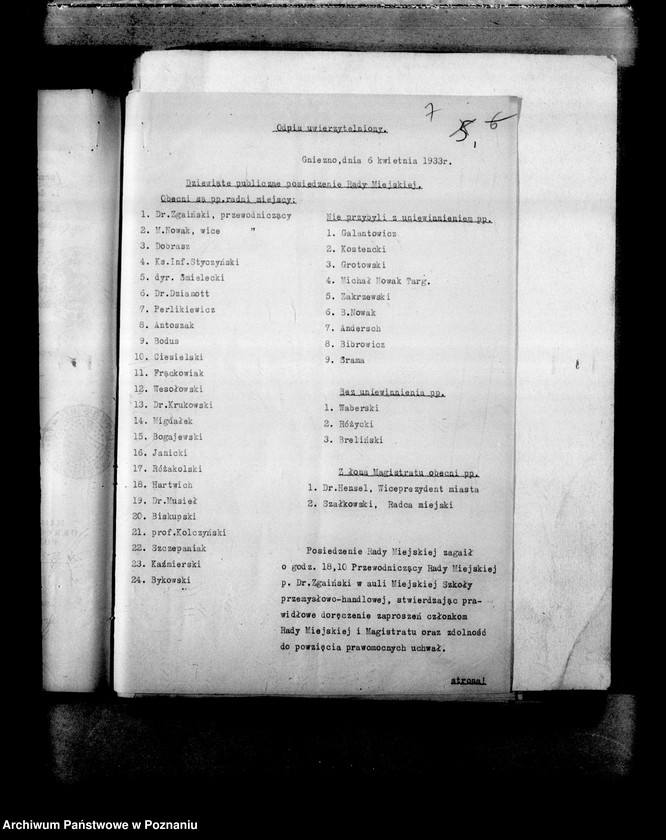 7 5, 6
Odpis uwierzytelniony.
Gniezno,dnia 6 kwietnia 1933r.
Dziewiąte publiczne posiedzenie Rady Miejskiej.
Obecni są pp.radni miejscy:
1. Dr.Zgaiński, przewodniczący
2. M.Nowak, wice "
3. Dobrasz
4. Ks.Inf.Styczyński
5. dyr. Śmielecki
6. Dr.Dzianott
7. Perlikiewicz
8. Antoszak
9. Bodus
10. Ciesielski
11. Frąckowiak
12. Wesołowski
13. Dr.Krukowski
14. Migdałek
15. Bogajewski
16. Janicki
17. Różakolski
18. Hartwich
19. Dr.Musieł
20. Biskupski
21. prof.Kolczyński
22. Szczepaniak
23. Kaźmierski
24. Bykowski
Nie przybyli z uniewinnieniem pp.
1. Galantowicz
2. Kostencki
3. Grotowski
4. Michał Nowak Targ.
5. Zakrzewski
6. B.Nowak
7. Andersch
8. Bibrowicz
9. Srama
Bez uniewinnienia pp.
1. Waberski
2. Różycki
3. Breliński
Z łona Magistratu obecni pp.
1. Dr.Hensel, Wiceprezydent miasta
2. Szałkowski, Radca miejski
Posiedzenie Rady Miejskiej zagaił
o godz. 18,10 Przewodniczący Rady Miejskiej
p. Dr.Zgaiński w auli Miejskiej Szkoły
przemysłowo-handlowej, stwierdzając pra-
widłowe doręczenie zaproszeń członkom
Rady Miejskiej i Magistratu oraz zdolność
do powzięcia prawomocnych uchwał.
strona!
Archiwum Państwowe w Poznaniu